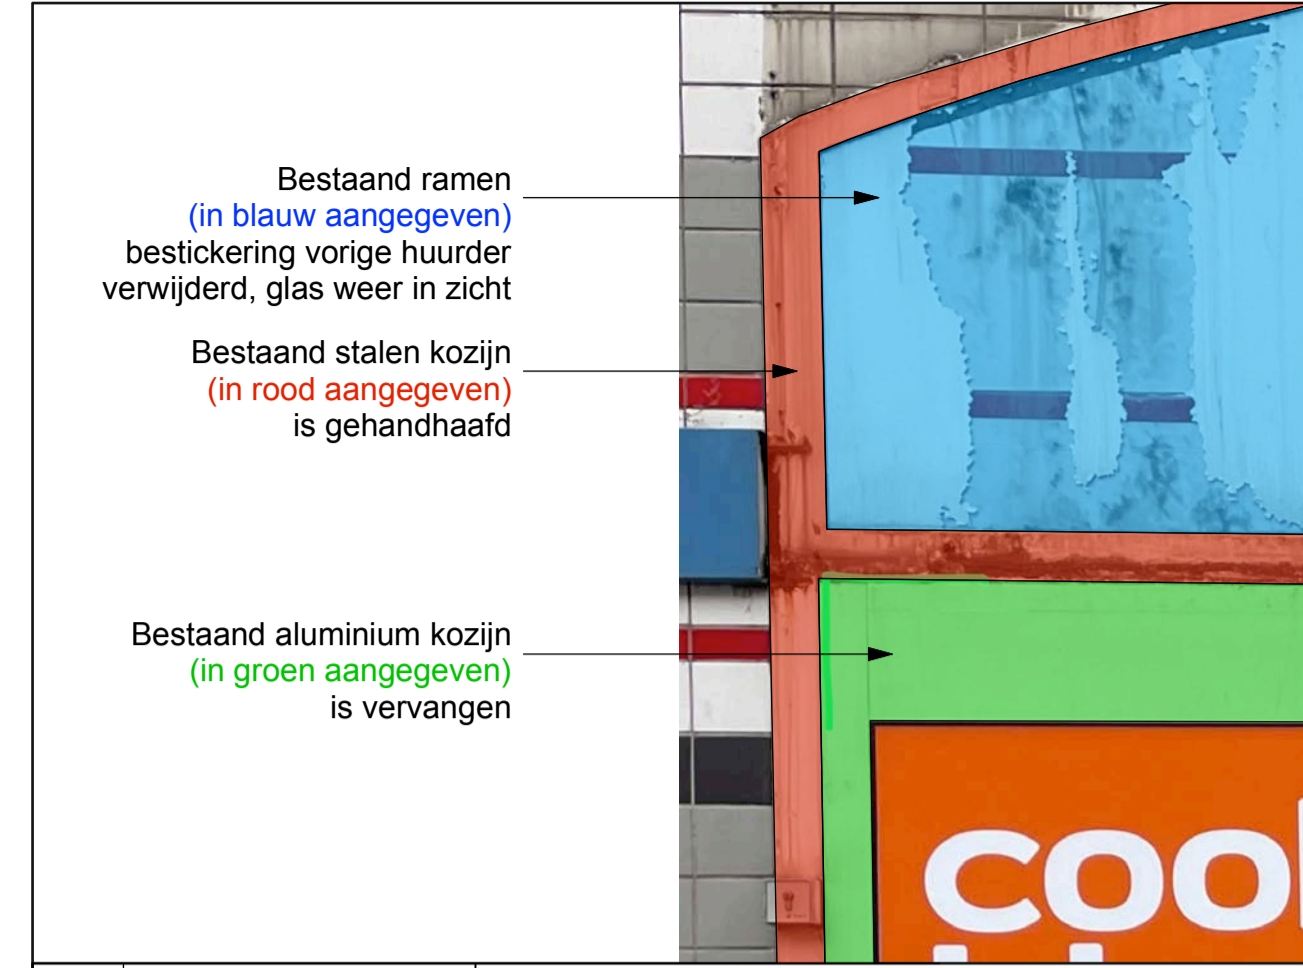 Bestaand ramen
(in blauw aangegeven)
bestickering vorige huurder
verwijderd, glas weer in zicht
Bestaand stalen kozijn
(in rood aangegeven)
is gehandhaafd
Bestaand aluminium kozijn
(in groen aangegeven)
is vervangen